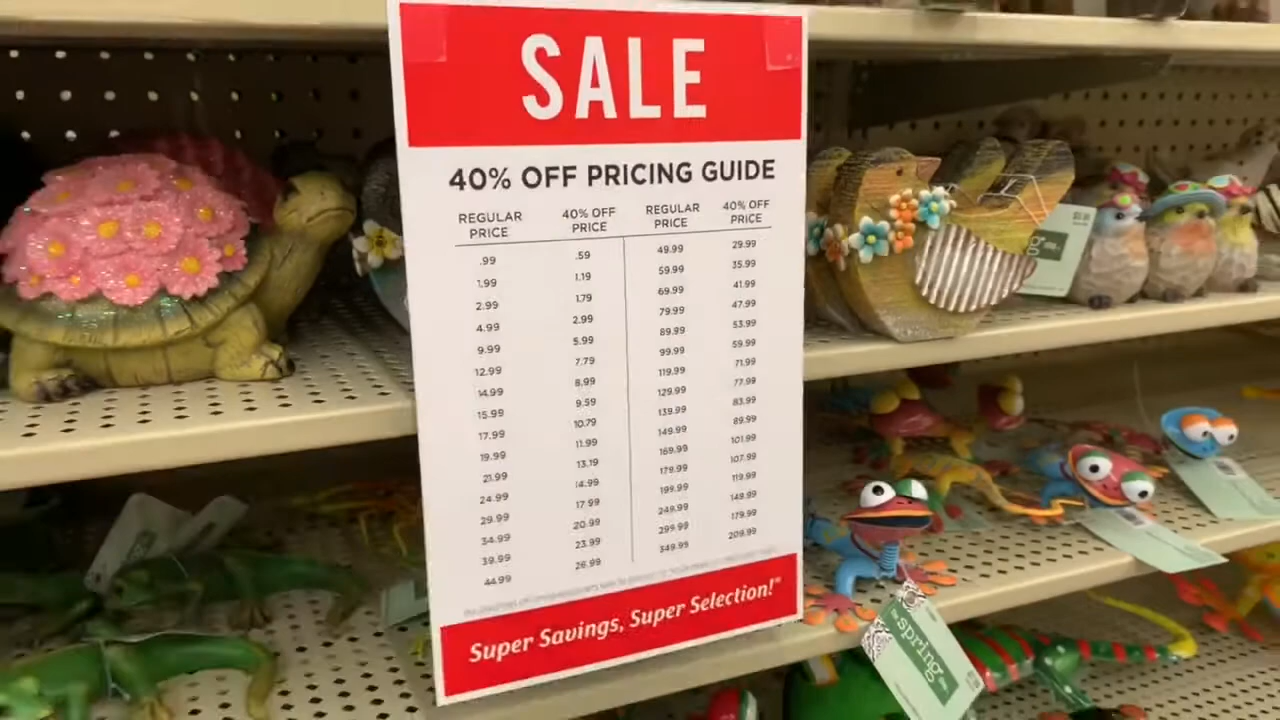 SALE
40% OFF PRICING GUIDE
REGULAR PRICE 40% OFF PRICE REGULAR PRICE 40% OFF PRICE
.99 .59 49.99 29.99
1.99 1.19 59.99 35.99
2.99 1.79 69.99 41.99
4.99 2.99 79.99 47.99
9.99 5.99 89.99 53.99
12.99 7.79 99.99 59.99
14.99 8.99 119.99 71.99
15.99 9.59 129.99 77.99
17.99 10.79 139.99 83.99
19.99 11.99 149.99 89.99
21.99 13.19 169.99 101.99
24.99 14.99 179.99 107.99
29.99 17.99 199.99 119.99
34.99 20.99 249.99 149.99
39.99 23.99 299.99 179.99
44.99 26.99 349.99 209.99
Super Savings, Super Selection!
spring